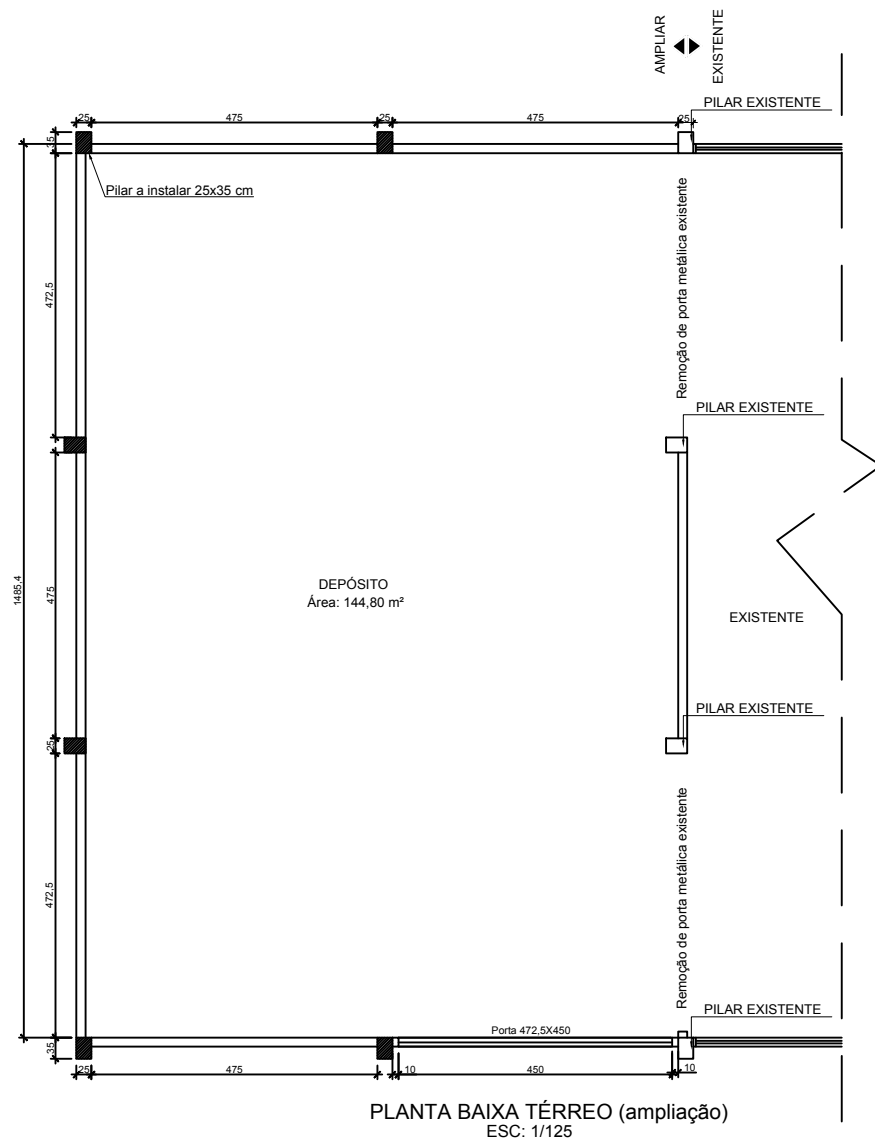 AMPLIAR
EXISTENTE
PILAR EXISTENTE
25
475
25
475
25
35
Pilar a instalar 25x35 cm
Remoção de porta metálica existente
472,5
PILAR EXISTENTE
1485,4
475
DEPÓSITO
Área: 144,80 m²
EXISTENTE
PILAR EXISTENTE
25
Remoção de porta metálica existente
472,5
PILAR EXISTENTE
Porta 472,5X450
35
25
475
10
450
10
PLANTA BAIXA TÉRREO (ampliação)
ESC: 1/125